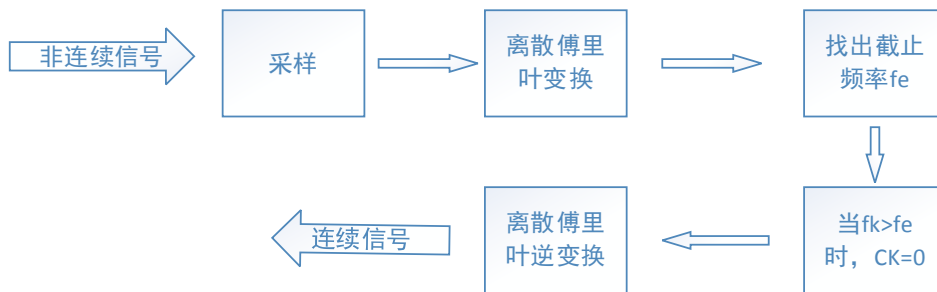 非连续信号
采样
离散傅里
叶变换
找出截止
频率fe
当fk>fe
时，CK=0
离散傅里
叶逆变换
连续信号